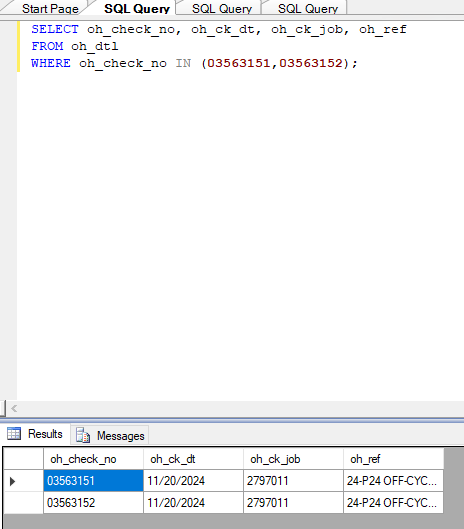 Start Page SQL Query SQL Query SQL Query
SELECT oh_check_no, oh_ck_dt, oh_ck_job, oh_ref
FROM oh_dtl
WHERE oh_check_no IN (03563151,03563152);
Results Messages
oh_check_no oh_ck_dt oh_ck_job oh_ref
03563151 11/20/2024 2797011 24-P24 OFF-CYC...
03563152 11/20/2024 2797011 24-P24 OFF-CYC...